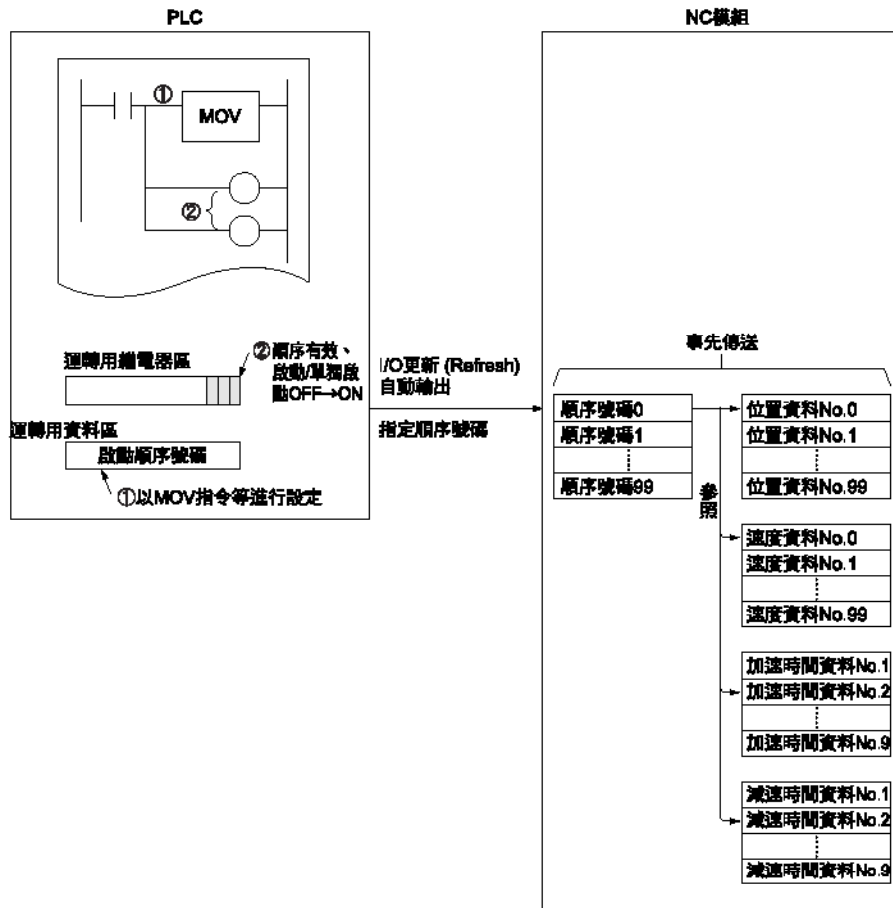 PLC
①
MOV
②
運轉用繼電器區
②順序有效、
啟動/單獨啟
點OFF→ON
運轉用資料區
啟動順序號碼
①以MOV指令等進行設定
I/O更新 (Refresh)
自動輸出
指定順序號碼
NC模組
事先傳送
順序號碼0
順序號碼1
順序號碼99
參照
位置資料No.0
位置資料No.1
位置資料No.99
速度資料No.0
速度資料No.1
速度資料No.99
加速時間資料No.1
加速時間資料No.2
加速時間資料No.9
減速時間資料No.1
減速時間資料No.2
減速時間資料No.9